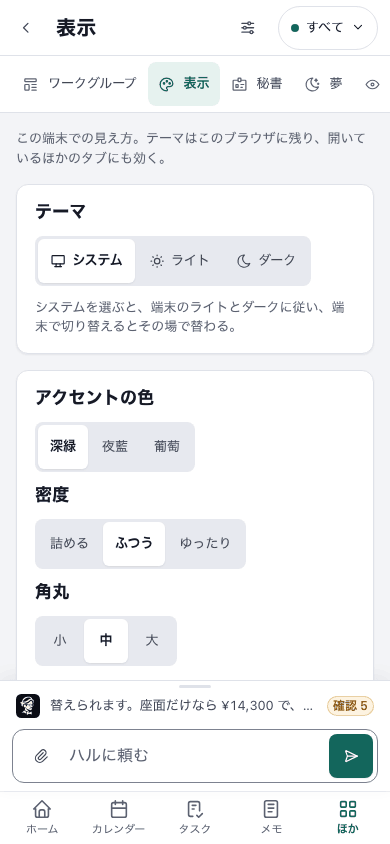 表示
すべて
ワークグループ
表示
秘書
夢
この端末での見え方。テーマはこのブラウザに残り、開いて
いるほかのタブにも効く。
テーマ
システム
ライト
ダーク
システムを選ぶと、端末のライトとダークに従い、端
末で切り替えるとその場で替わる。
アクセントの色
深緑
夜藍
葡萄
密度
詰める
ふつう
ゆったり
角丸
小
中
大
替えられます。座面だけなら ¥14,300 で、...
確認 5
ハルに頼む
ホーム
カレンダー
タスク
メモ
ほか